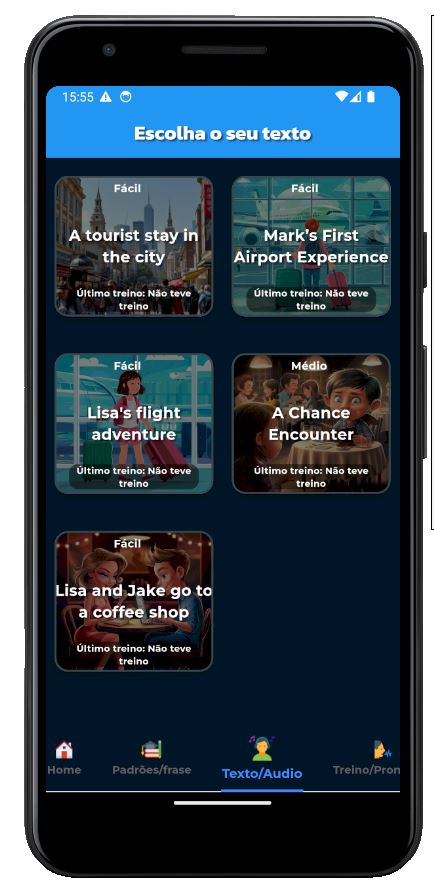 15:55
Escolha o seu texto
Fácil
A tourist stay in
the city
Último treino: Não teve
treino
Fácil
Mark's First
Airport Experience
Último treino: Não teve
treino
Fácil
Lisa's flight
adventure
Último treino: Não teve
treino
Médio
A Chance
Encounter
Último treino: Não teve
treino
Fácil
Lisa and Jake go to
a coffee shop
Último treino: Não teve
treino
Home
Padrões/frase
Texto/Audio
Treino/Pron